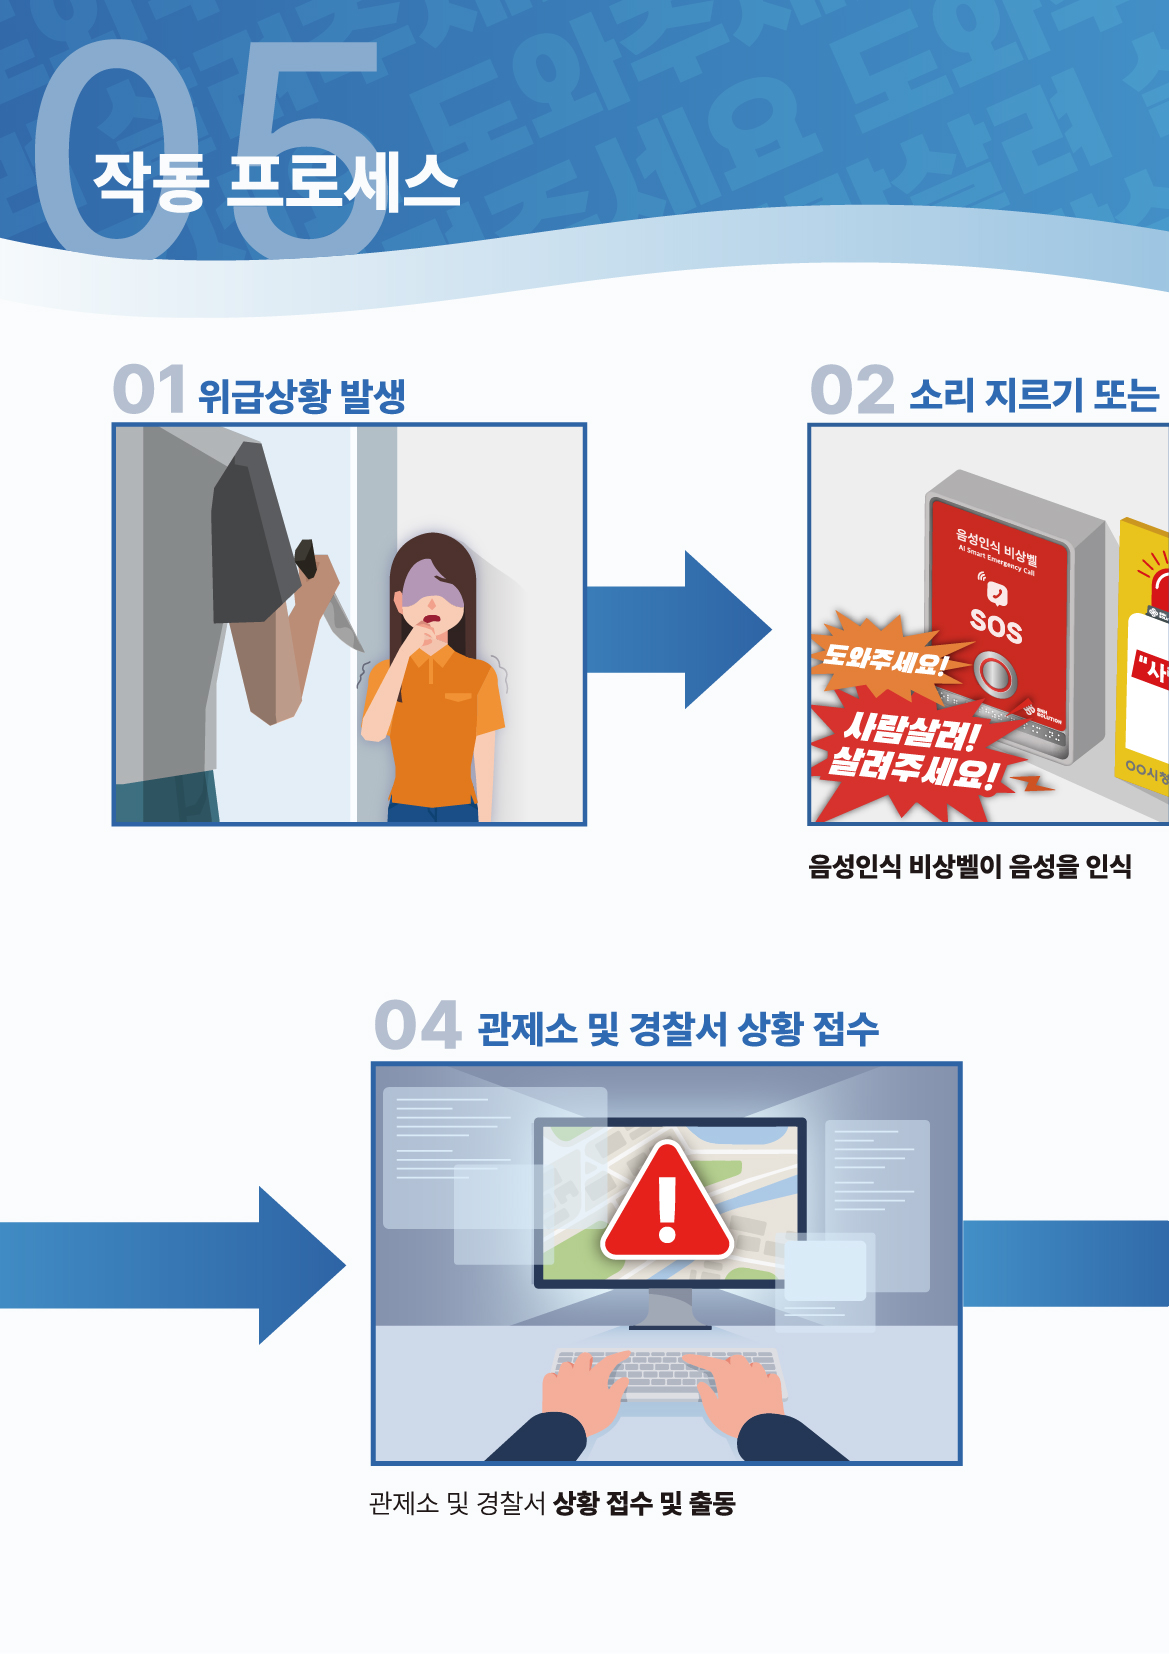 05
작동 프로세스
01 위급상황 발생
02 소리 지르기 또는
음성인식 비상벨
AI Smart Emergency Call
SOS
도와주세요!
사람살려!
살려주세요!
SOLUTION
OO시청
음성인식 비상벨이 음성을 인식
04 관제소 및 경찰서 상황 접수
관제소 및 경찰서 상황 접수 및 출동